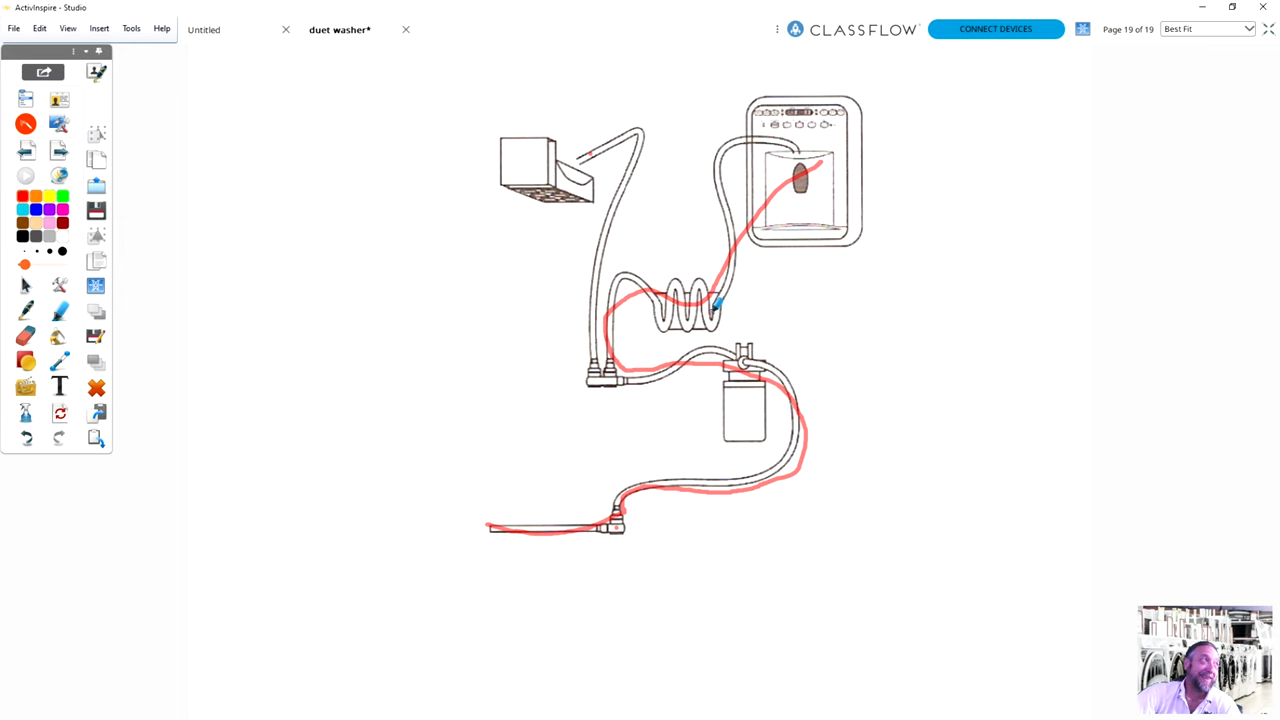 ActivInspire - Studio
File Edit View Insert Tools Help
Untitled
duet washer*
CLASSFLOW
CONNECT DEVICES
Page 19 of 19
Best Fit
T